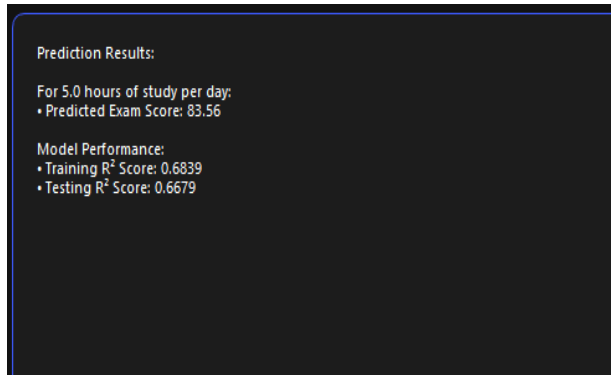 Prediction Results:
For 5.0 hours of study per day:
• Predicted Exam Score: 83.56
Model Performance:
• Training R² Score: 0.6839
• Testing R² Score: 0.6679